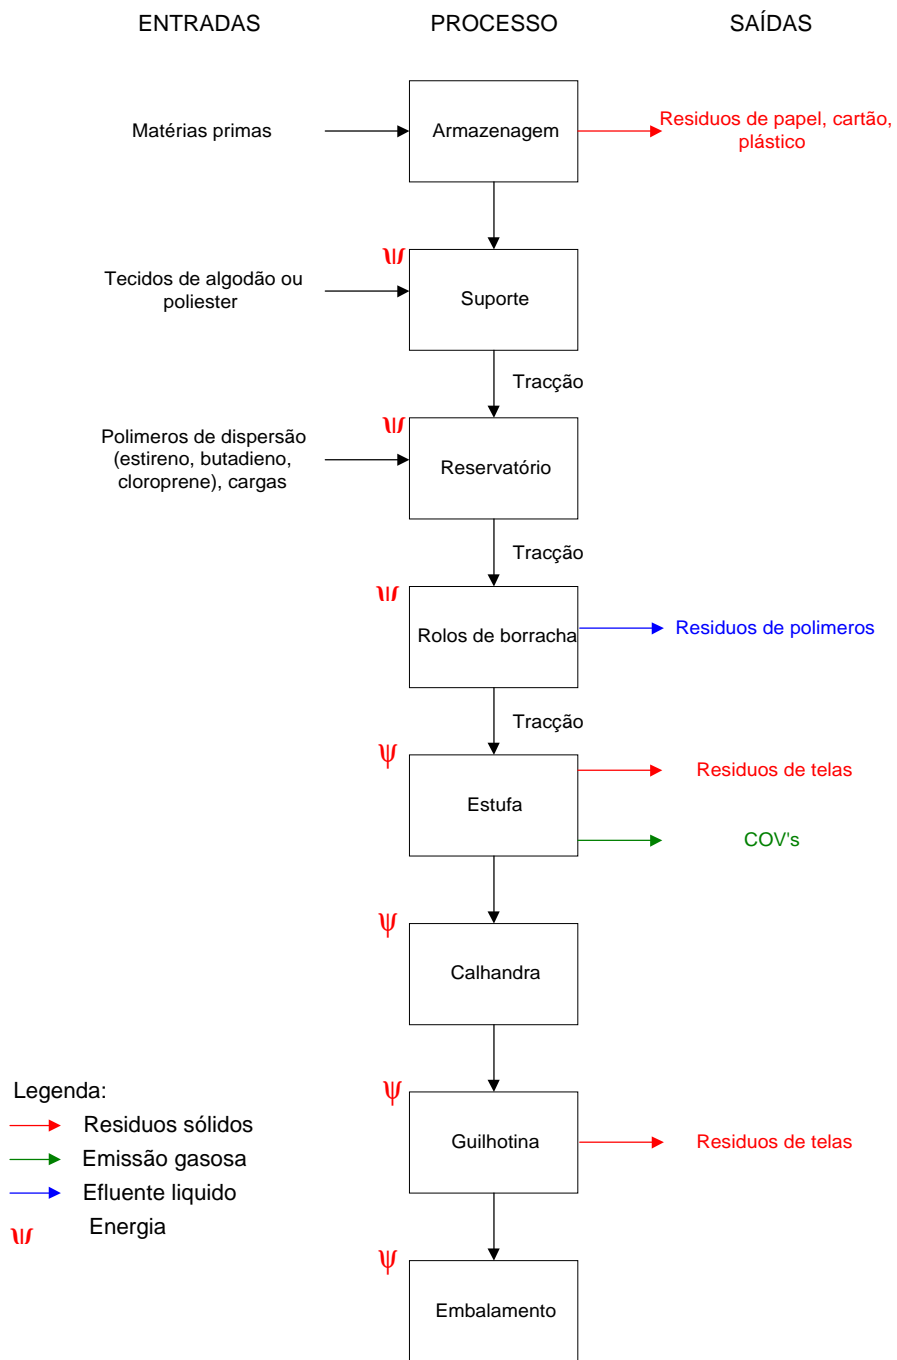 ENTRADAS PROCESSO SAÍDAS
Matérias primas
Armazenagem
Residuos de papel, cartão,
plástico
Tecidos de algodão ou
poliester
ψ
Suporte
Tracção
Polimeros de dispersão
(estireno, butadieno,
cloroprene), cargas
ψ
Reservatório
Tracção
ψ
Rolos de borracha
Residuos de polimeros
Tracção
ψ
Estufa
Residuos de telas
COV's
ψ
Calhandra
ψ
Guilhotina
Residuos de telas
ψ
Embalamento
Legenda:
Residuos sólidos
Emissão gasosa
Efluente liquido
ψ Energia